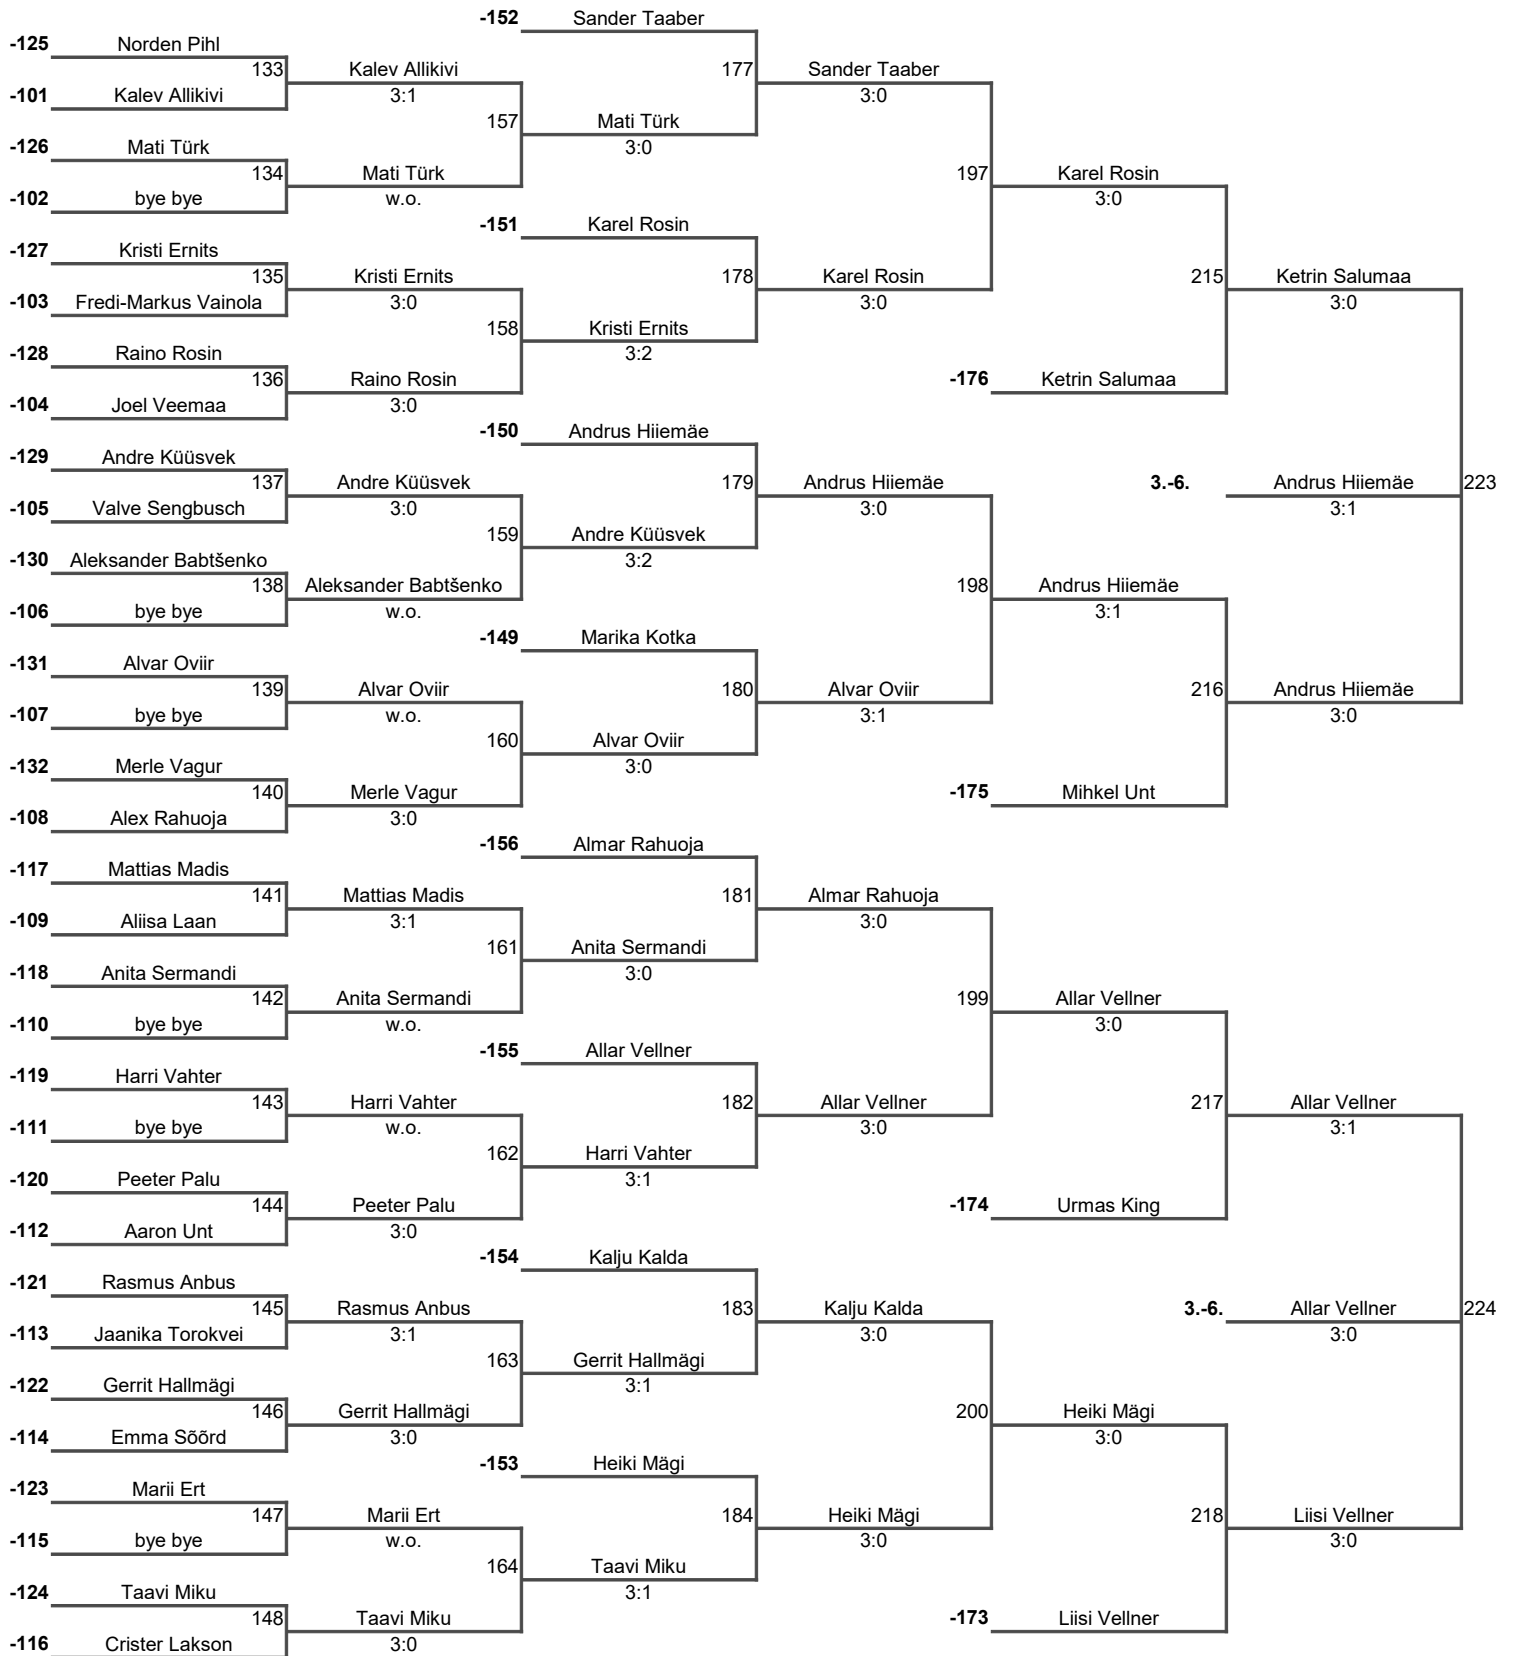 -152 Sander Taaber
-125 Norden Pihl
133 Kalev Allikivi 177 Sander Taaber
-101 Kalev Allikivi 3:1 3:0
157 Mati Türk
-126 Mati Türk 3:0
134 Mati Türk 197 Karel Rosin
-102 bye bye w.o. 3:0
-151 Karel Rosin
-127 Kristi Ernits
135 Kristi Ernits 178 Karel Rosin 215 Ketrin Salumaa
-103 Fredi-Markus Vainola 3:0 3:0 3:0
158 Kristi Ernits
-128 Raino Rosin 3:2
136 Raino Rosin -176 Ketrin Salumaa
-104 Joel Veemaa 3:0
-150 Andrus Hiiemäe
-129 Andre Küüsvek
137 Andre Küüsvek 179 Andrus Hiiemäe 3.-6. Andrus Hiiemäe 223
-105 Valve Sengbusch 3:0 3:0 3:1
159 Andre Küüsvek
-130 Aleksander Babtšenko 3:2
138 Aleksander Babtšenko 198 Andrus Hiiemäe
-106 bye bye w.o. 3:1
-149 Marika Kotka
-131 Alvar Oviir
139 Alvar Oviir 180 Alvar Oviir 216 Andrus Hiiemäe
-107 bye bye w.o. 3:1 3:0
160 Alvar Oviir
-132 Merle Vagur 3:0
140 Merle Vagur -175 Mihkel Unt
-108 Alex Rahuoja 3:0
-156 Almar Rahuoja
-117 Mattias Madis
141 Mattias Madis 181 Almar Rahuoja
-109 Aliisa Laan 3:1 3:0
161 Anita Sermandi
-118 Anita Sermandi 3:0
142 Anita Sermandi 199 Allar Vellner
-110 bye bye w.o. 3:0
-155 Allar Vellner
-119 Harri Vahter
143 Harri Vahter 182 Allar Vellner 217 Allar Vellner
-111 bye bye w.o. 3:0 3:1
162 Harri Vahter
-120 Peeter Palu 3:1
144 Peeter Palu -174 Urmas King
-112 Aaron Unt 3:0
-154 Kalju Kalda
-121 Rasmus Anbus
145 Rasmus Anbus 183 Kalju Kalda 3.-6. Allar Vellner 224
-113 Jaanika Torokvei 3:1 3:0 3:0
163 Gerrit Hallmägi
-122 Gerrit Hallmägi 3:1
146 Gerrit Hallmägi 200 Heiki Mägi
-114 Emma Sõõrd 3:0 3:0
-153 Heiki Mägi
-123 Marii Ert
147 Marii Ert 184 Heiki Mägi 218 Liisi Vellner
-115 bye bye w.o. 3:0 3:0
164 Taavi Miku
-124 Taavi Miku 3:1
148 Taavi Miku -173 Liisi Vellner
-116 Crister Lakson 3:0